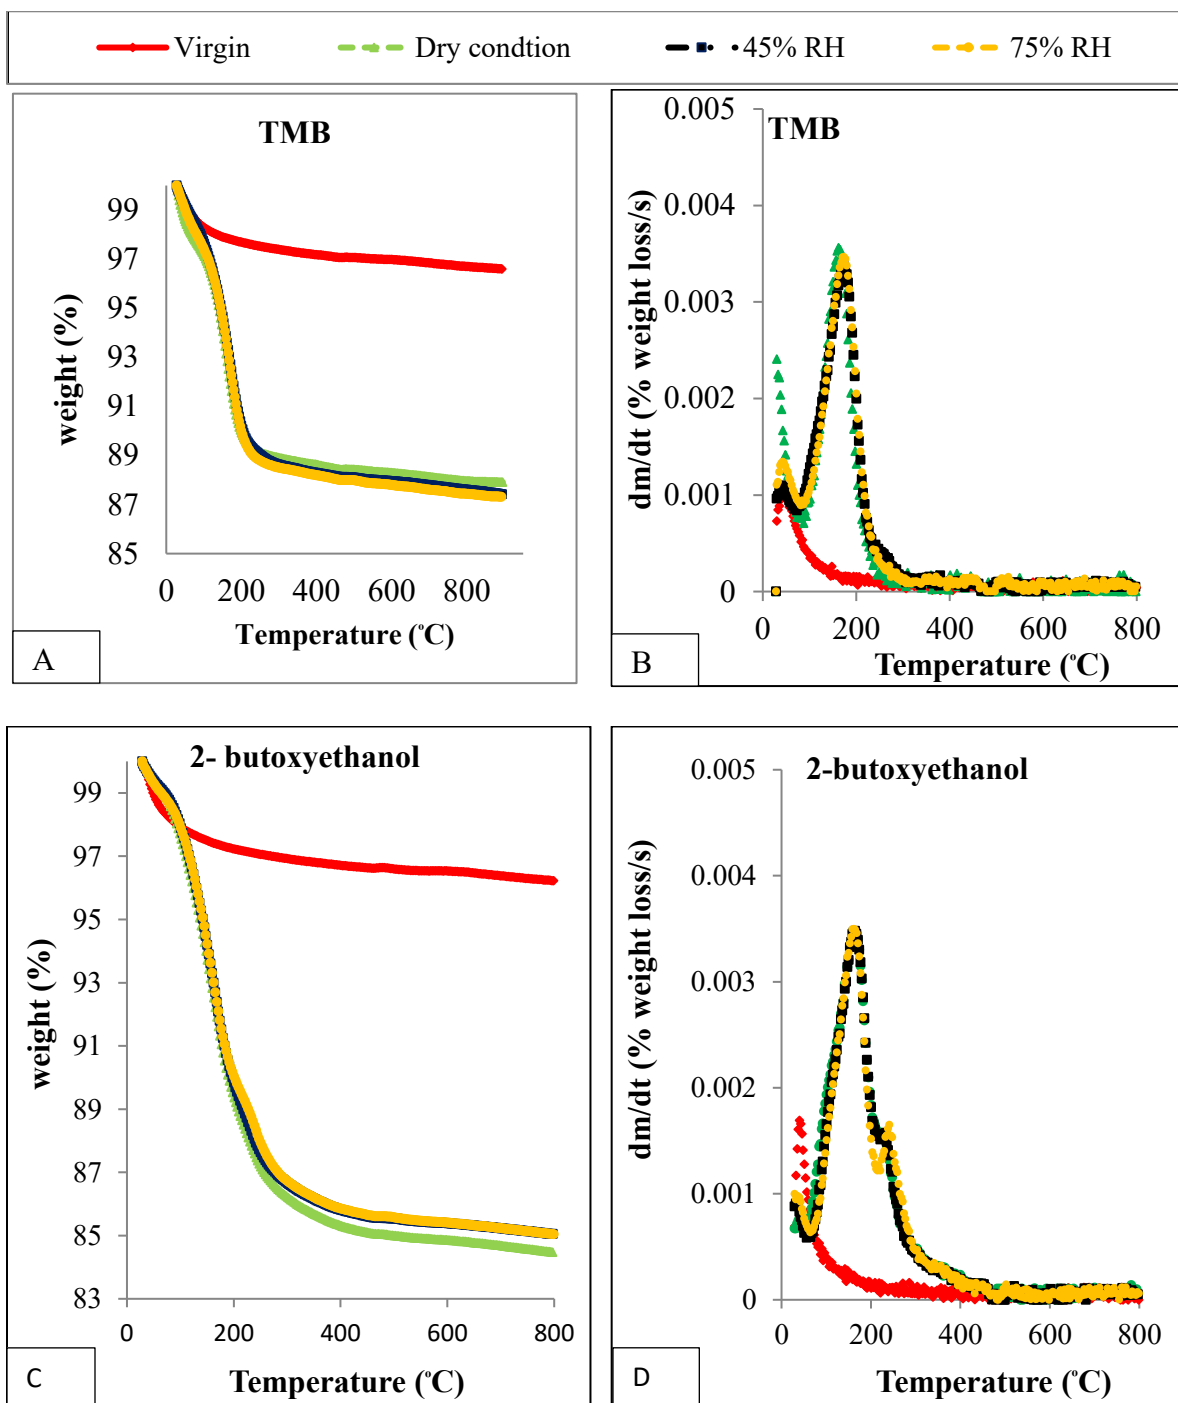 Virgin Dry condtion 45% RH 75% RH
TMB
99
97
95
93
91
89
87
85
weight (%)
0 200 400 600 800
Temperature (°C)
A
TMB
0.005
0.004
0.003
0.002
0.001
0
dm/dt (% weight loss/s)
0 200 400 600 800
Temperature (°C)
B
2- butoxyethanol
99
97
95
93
91
89
87
85
83
weight (%)
0 200 400 600 800
Temperature (°C)
C
2-butoxyethanol
0.005
0.004
0.003
0.002
0.001
0
dm/dt (% weight loss/s)
0 200 400 600 800
Temperature (°C)
D